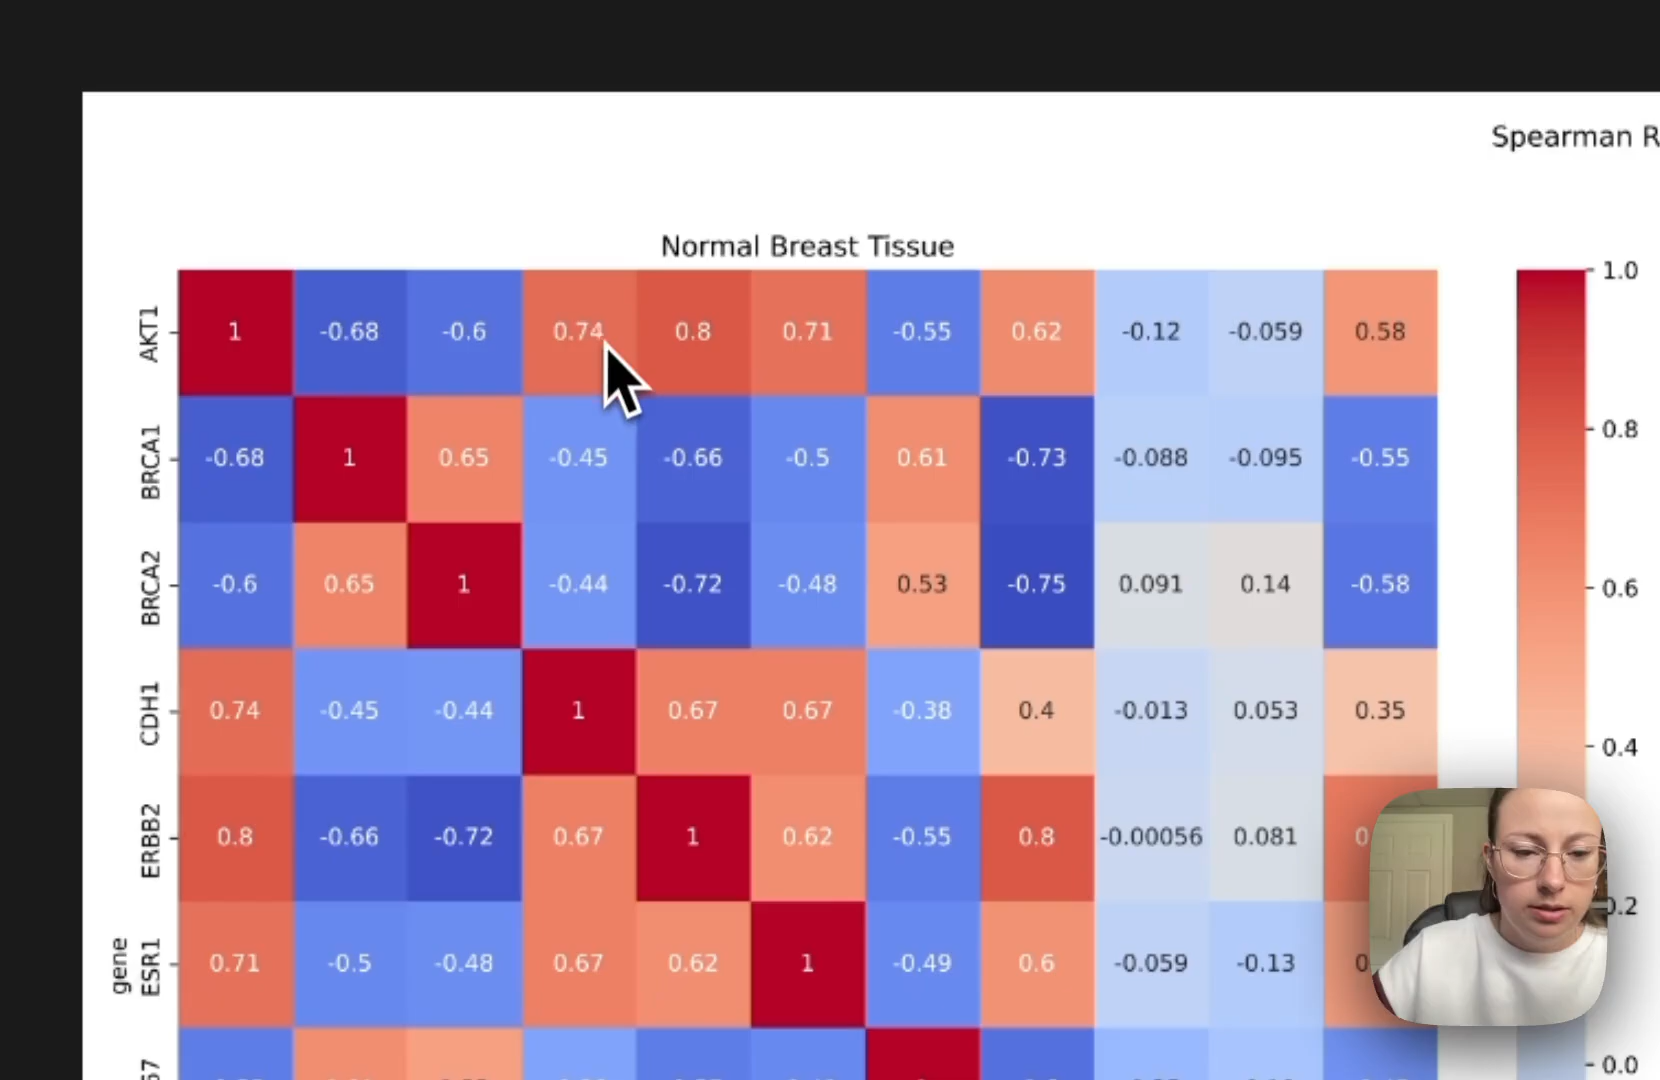 Spearman R
Normal Breast Tissue
AKT1 1 -0.68 -0.6 0.74 0.8 0.71 -0.55 0.62 -0.12 -0.059 0.58
BRCA1 -0.68 1 0.65 -0.45 -0.66 -0.5 0.61 -0.73 -0.088 -0.095 -0.55
BRCA2 -0.6 0.65 1 -0.44 -0.72 -0.48 0.53 -0.75 0.091 0.14 -0.58
CDH1 0.74 -0.45 -0.44 1 0.67 0.67 -0.38 0.4 -0.013 0.053 0.35
ERBB2 0.8 -0.66 -0.72 0.67 1 0.62 -0.55 0.8 -0.00056 0.081
ESR1 0.71 -0.5 -0.48 0.67 0.62 1 -0.49 0.6 -0.059 -0.13
gene
1.0
0.8
0.6
0.4
0.0